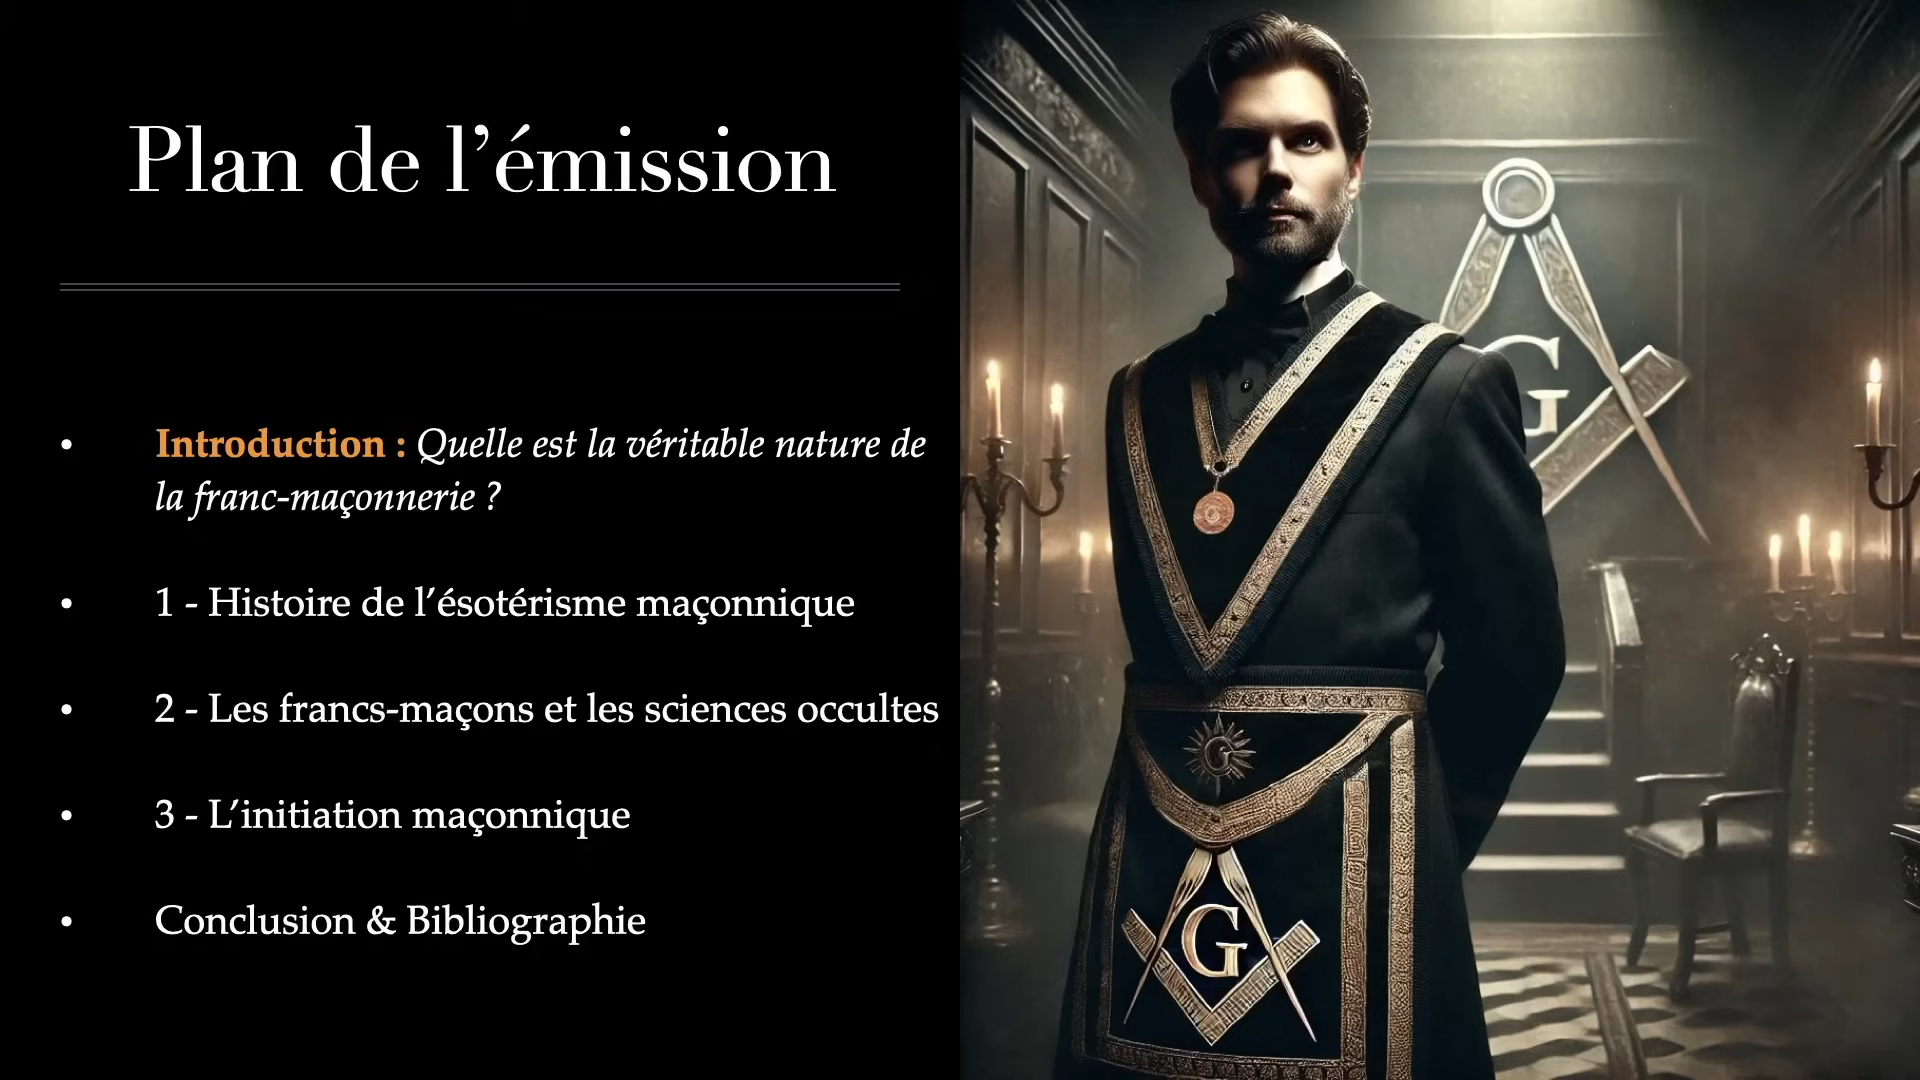 Plan de l’émission
• Introduction : Quelle est la véritable nature de
la franc-maçonnerie ?
• 1 - Histoire de l’ésotérisme maçonnique
• 2 - Les francs-maçons et les sciences occultes
• 3 - L’initiation maçonnique
• Conclusion & Bibliographie
G
G
G